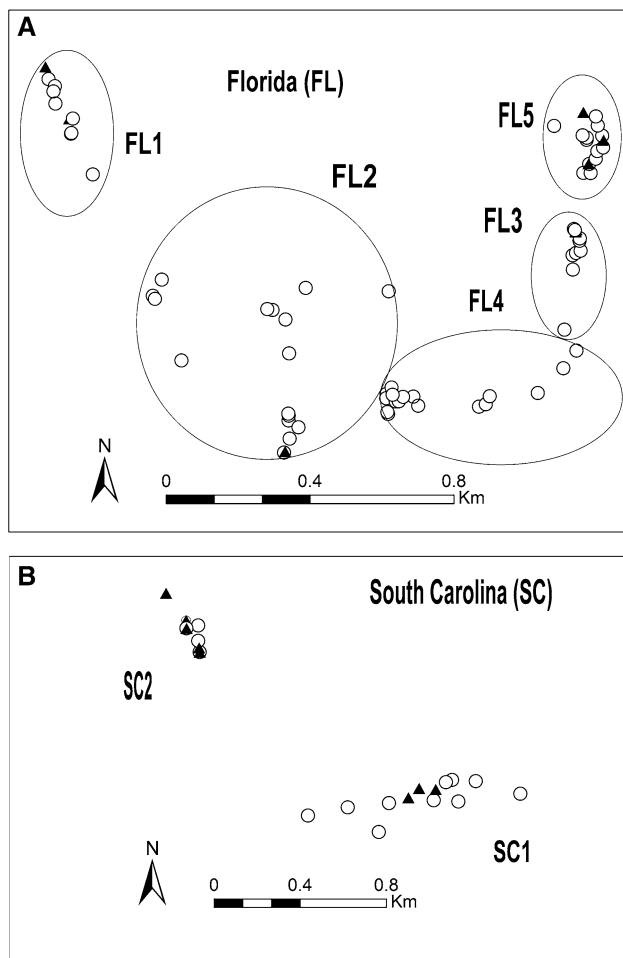 A
Florida (FL)
FL1
FL2
FL5
FL3
FL4
N
0 0.4 0.8
Km
B
South Carolina (SC)
SC2
SC1
N
0 0.4 0.8
Km